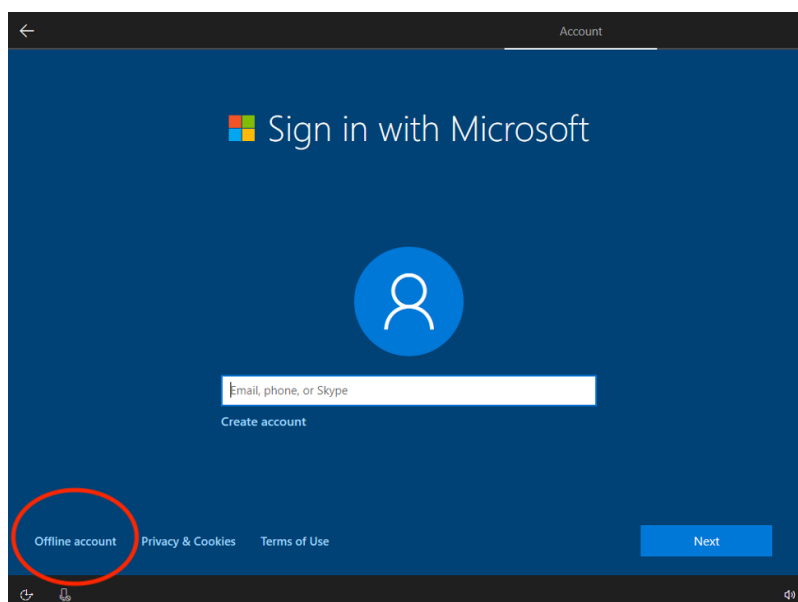 Account
Sign in with Microsoft
Email, phone, or Skype
Create account
Offline account Privacy & Cookies Terms of Use Next